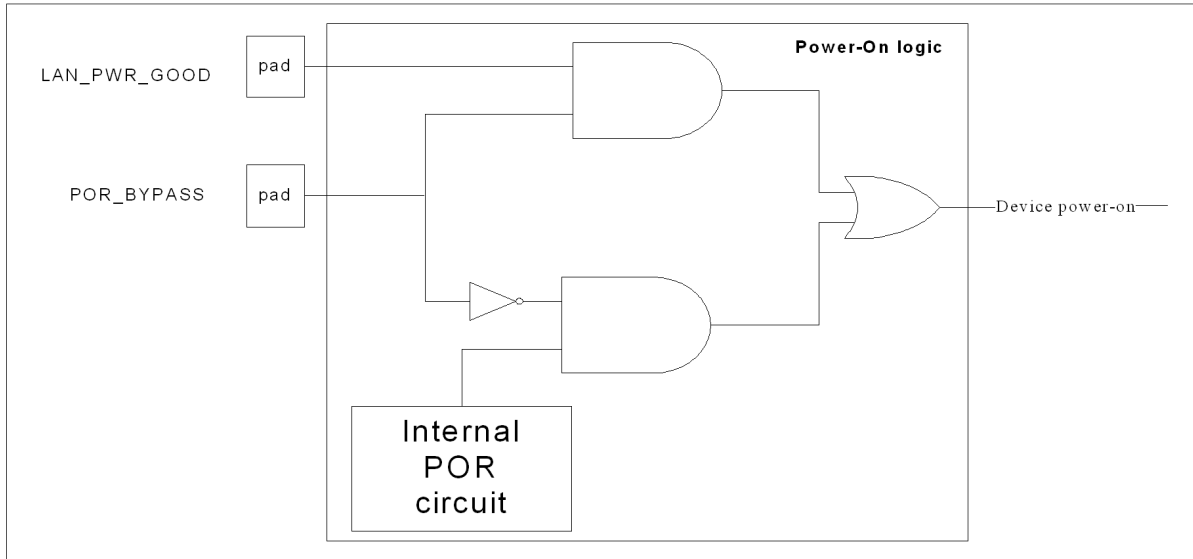 Power-On logic
LAN_PWR_GOOD
pad
POR_BYPASS
pad
Device power-on
Internal
POR
circuit